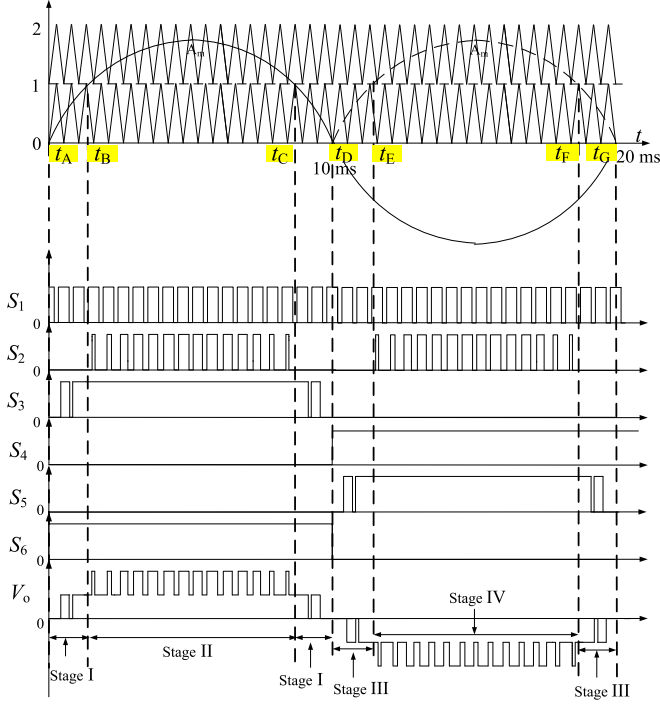 2
A_m
A_m
1
0
t
t_A
t_B
t_C
t_D
t_E
t_F
t_G
10 ms
20 ms
S_1
0
S_2
0
S_3
0
S_4
0
S_5
0
S_6
0
V_o
0
Stage IV
Stage II
Stage I
Stage I
Stage III
Stage III